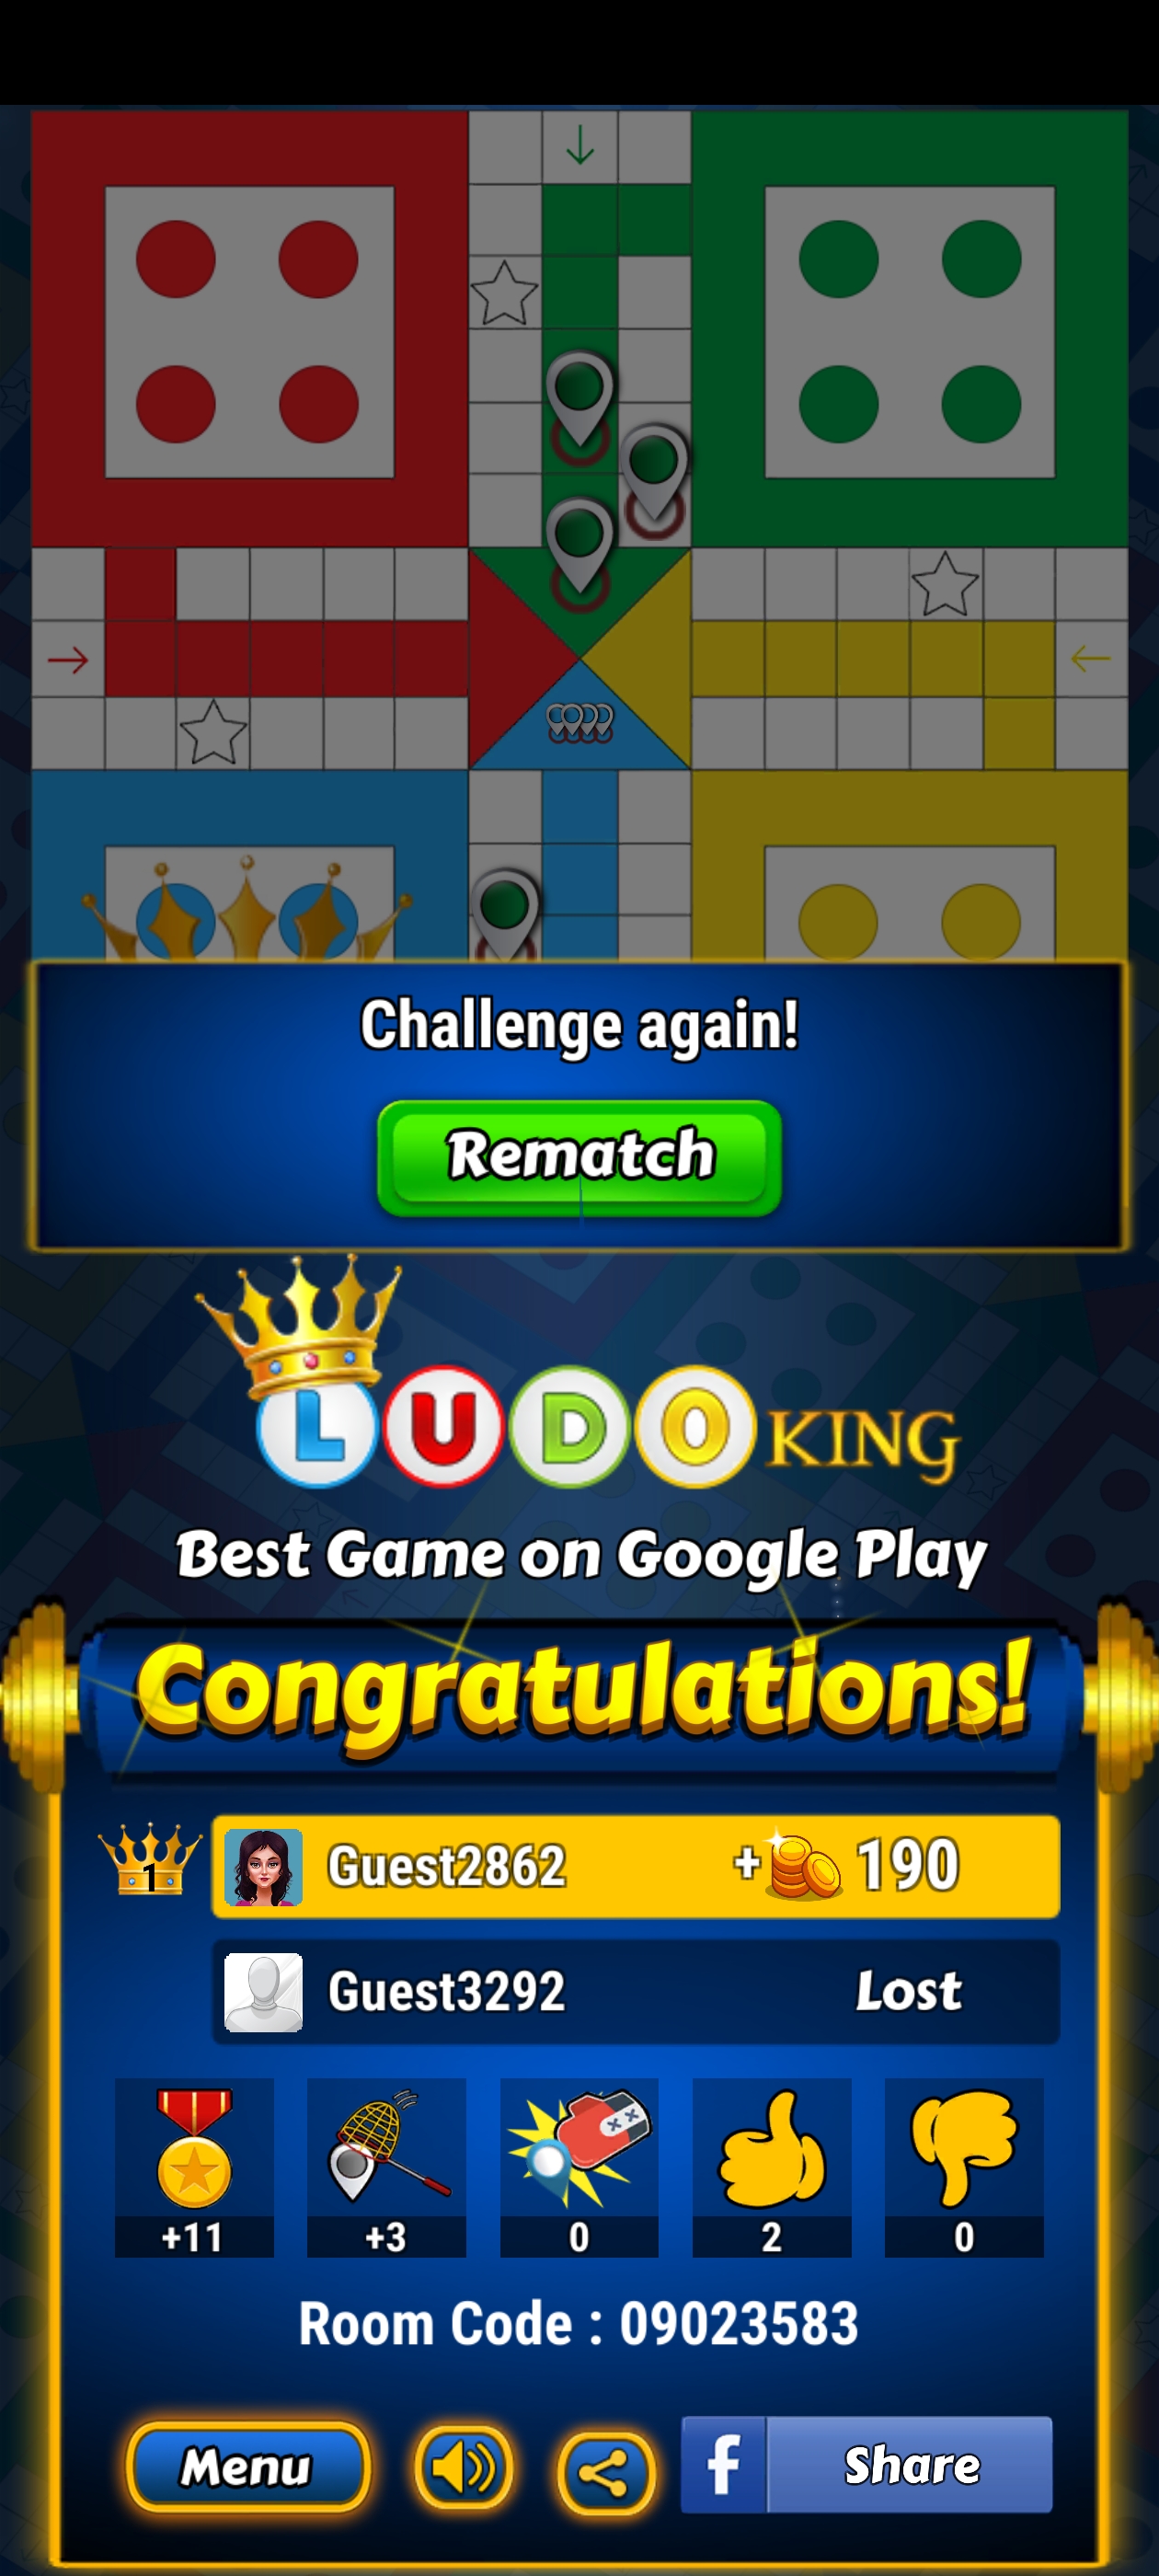 Challenge again!
Rematch
LUDO KING
Best Game on Google Play
Congratulations!
1 Guest2862 + 190
Guest3292 Lost
+11 +3 0 2 0
Room Code : 09023583
Menu f Share